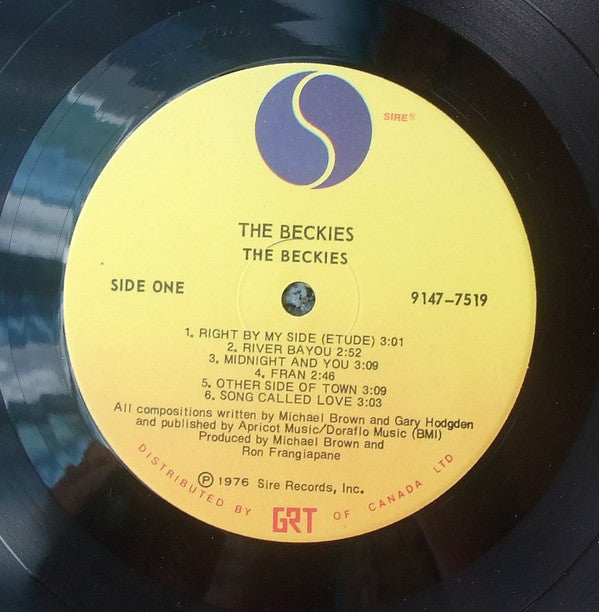 SIRE®
THE BECKIES
THE BECKIES
SIDE ONE
9147-7519
1. RIGHT BY MY SIDE (ETUDE) 3:01
2. RIVER BAYOU 2:52
3. MIDNIGHT AND YOU 3:09
4. FRAN 2:46
5. OTHER SIDE OF TOWN 3:09
6. SONG CALLED LOVE 3:03
All compositions written by Michael Brown and Gary Hodgden
and published by Apricot Music/Doraflo Music (BMI)
Produced by Michael Brown and
Ron Frangiapane
℗ 1976 Sire Records, Inc.
DISTRIBUTED BY GRT OF CANADA LTD